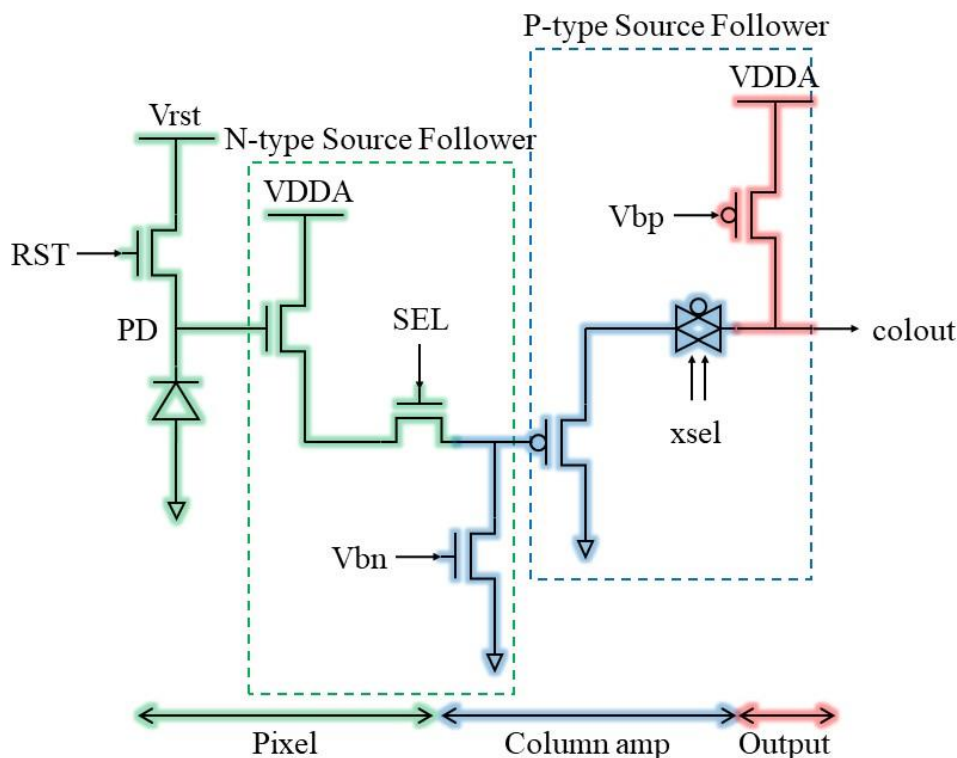 P-type Source Follower
VDDA
Vrst
N-type Source Follower
VDDA
Vbp
RST
PD
SEL
colout
xsel
Vbn
Pixel
Column amp
Output